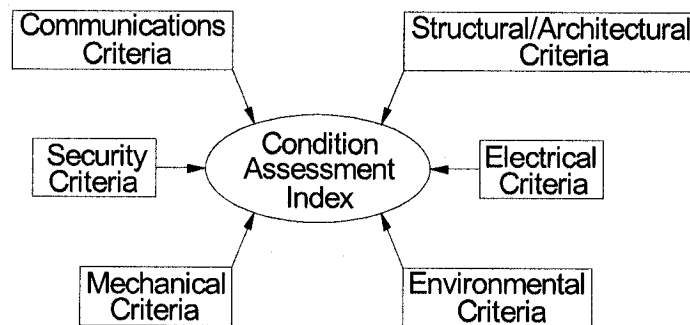 Communications
Criteria
Structural/Architectural
Criteria
Condition
Assessment
Index
Security
Criteria
Electrical
Criteria
Mechanical
Criteria
Environmental
Criteria